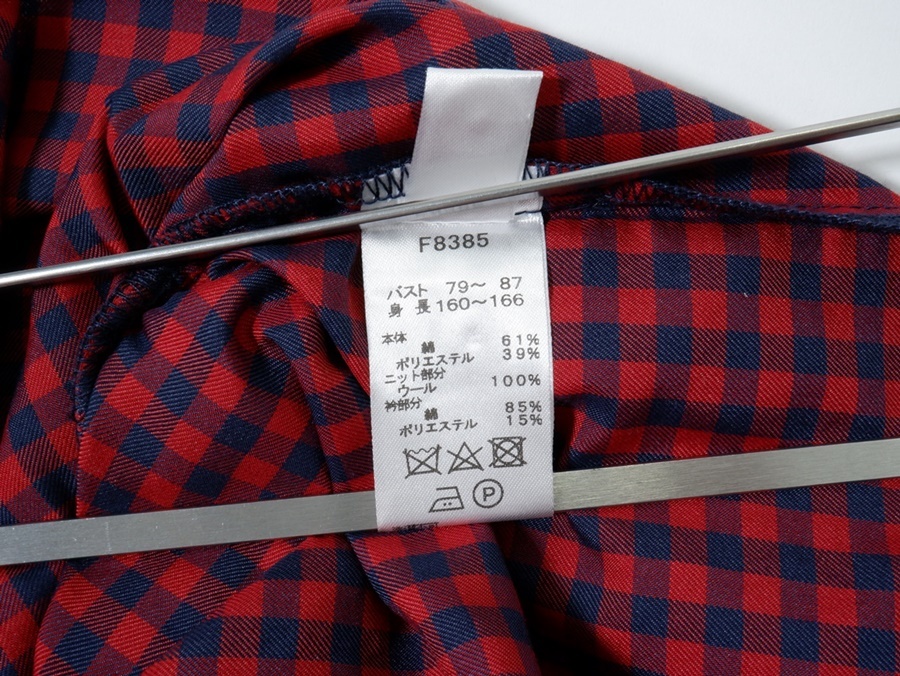 F8385
バスト 79～ 87
身 長 160～166
本体
綿 61%
ポリエステル 39%
ニット部分
ウール 100%
衿部分
綿 85%
ポリエステル 15%
P